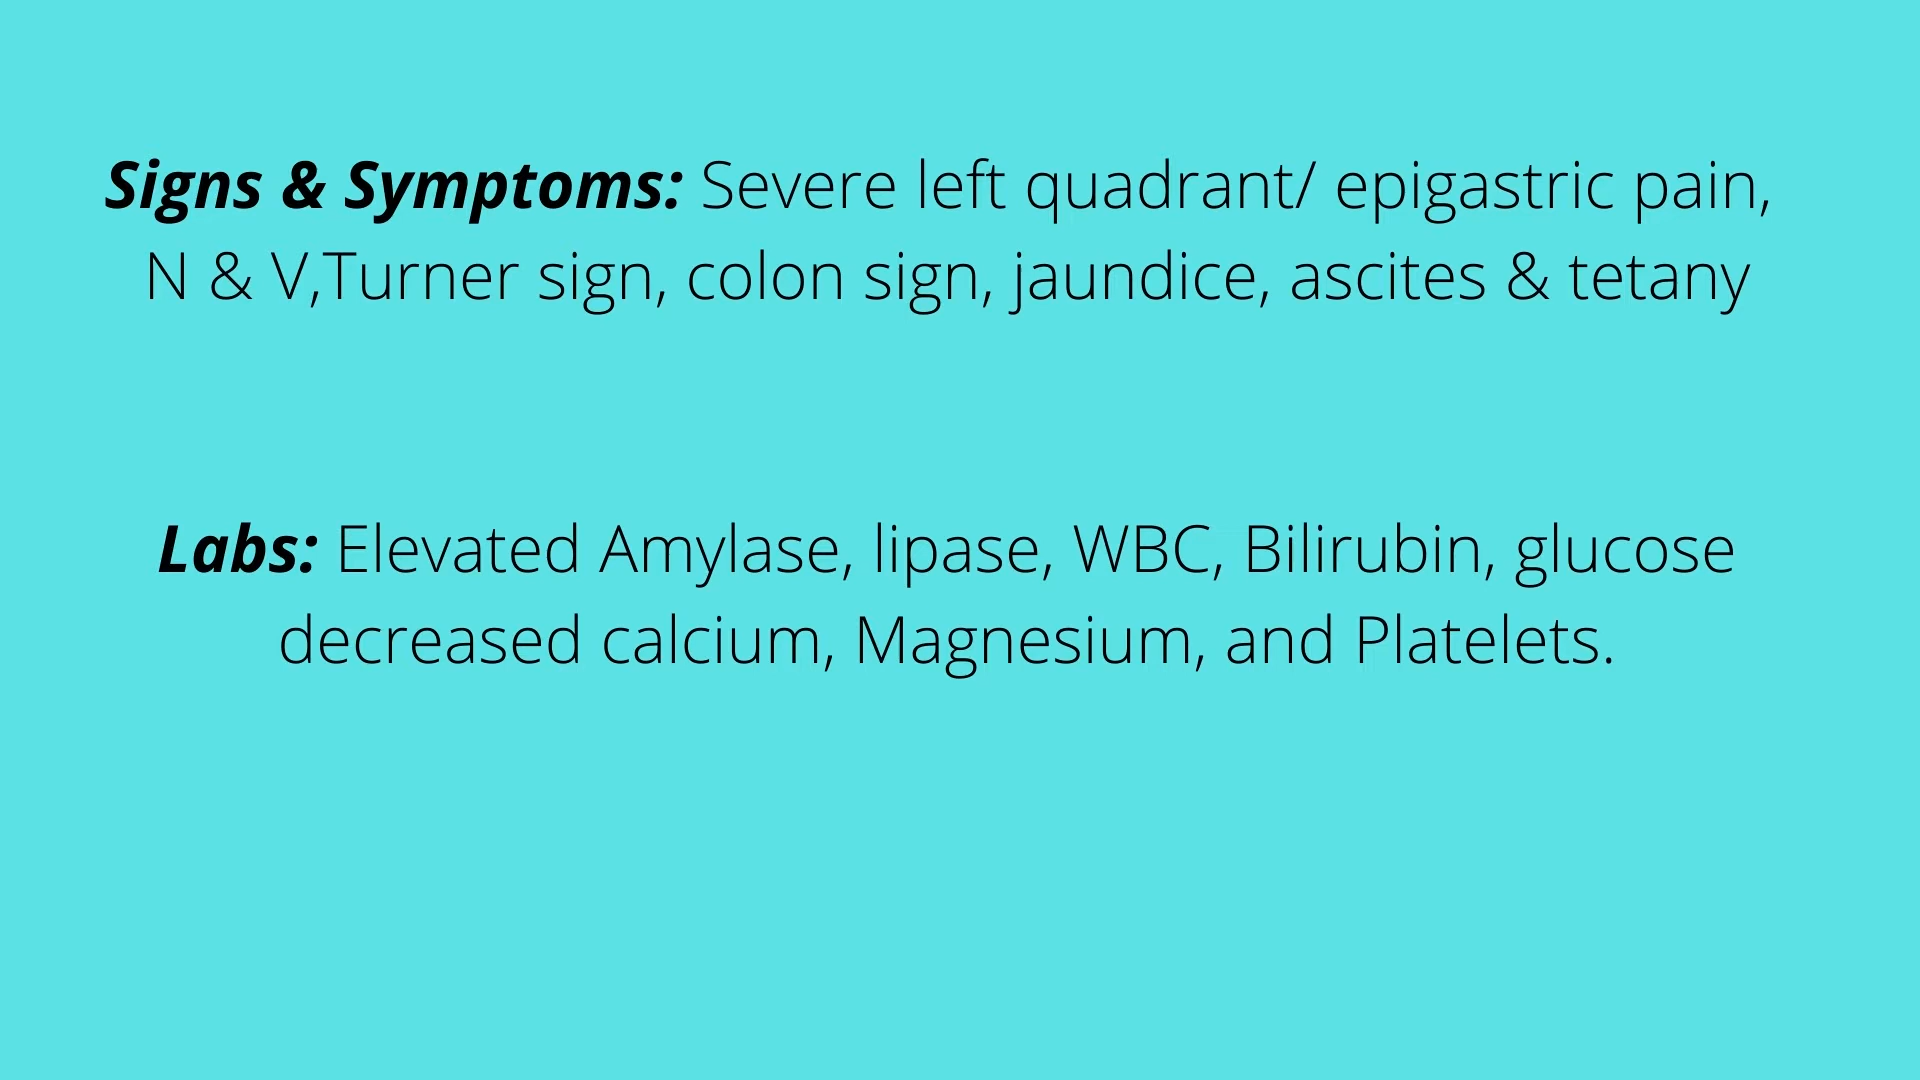 Signs & Symptoms: Severe left quadrant/ epigastric pain,
N & V,Turner sign, colon sign, jaundice, ascites & tetany
Labs: Elevated Amylase, lipase, WBC, Bilirubin, glucose
decreased calcium, Magnesium, and Platelets.